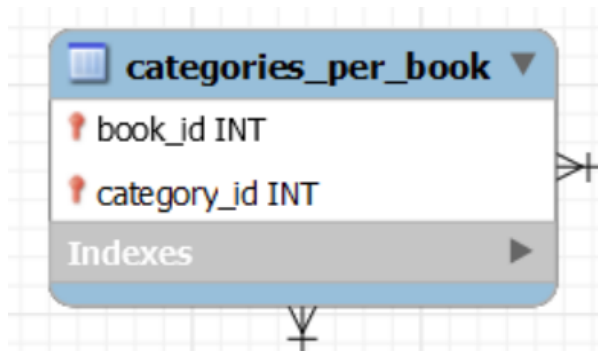 categories_per_book
book_id INT
category_id INT
Indexes